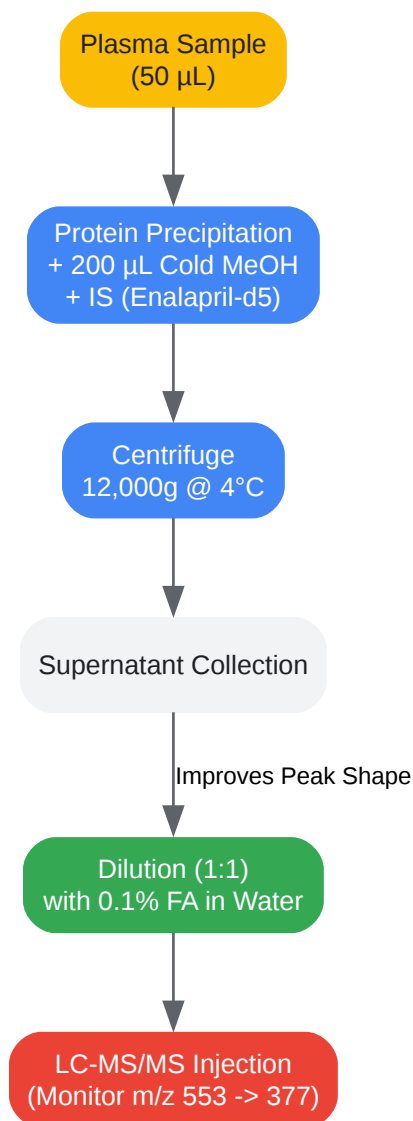 Plasma Sample
(50 µL)
Protein Precipitation
+ 200 µL Cold MeOH
+ IS (Enalapril-d5)
Centrifuge
12,000g @ 4°C
Supernatant Collection
Improves Peak Shape
Dilution (1:1)
with 0.1% FA in Water
LC-MS/MS Injection
(Monitor m/z 553 -> 377)